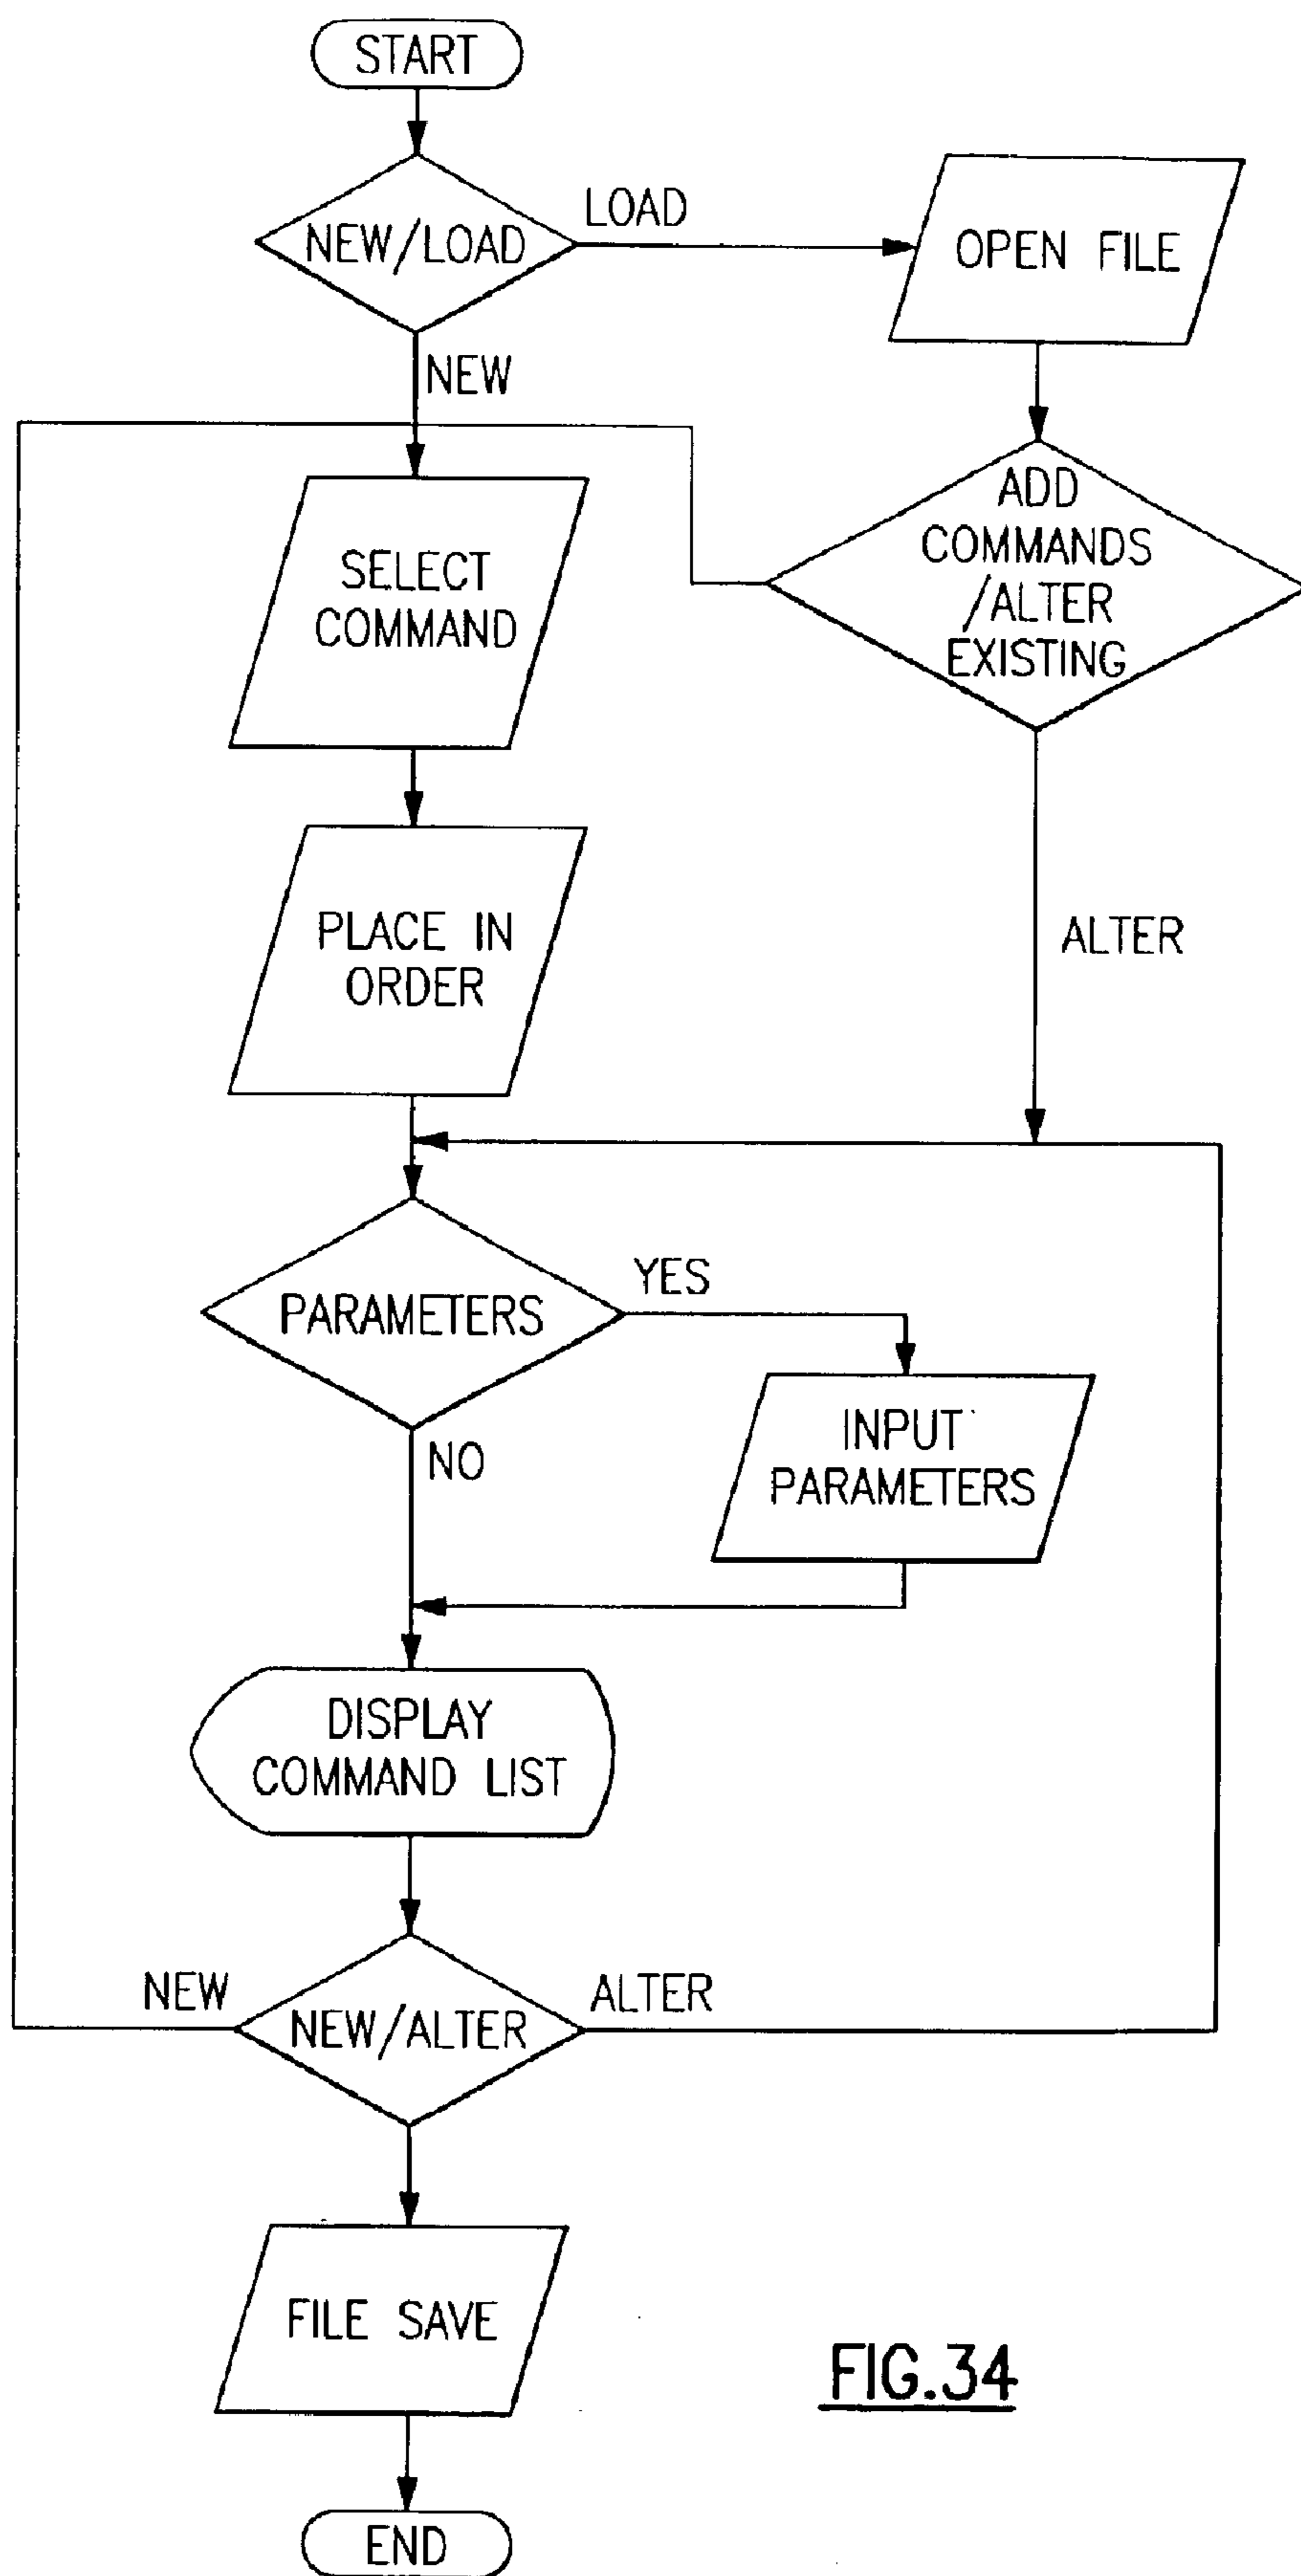 START
NEW/LOAD
LOAD
OPEN FILE
NEW
ADD
COMMANDS
/ALTER
EXISTING
SELECT
COMMAND
PLACE IN
ORDER
ALTER
PARAMETERS
YES
INPUT
PARAMETERS
NO
DISPLAY
COMMAND LIST
NEW
NEW/ALTER
ALTER
FILE SAVE
FIG.34
END